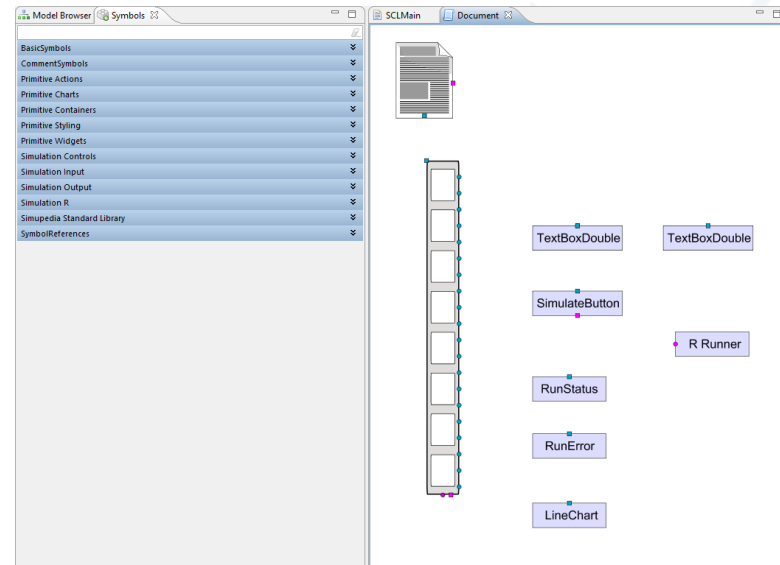 Model Browser Symbols
BasicSymbols
CommentSymbols
Primitive Actions
Primitive Charts
Primitive Containers
Primitive Styling
Primitive Widgets
Simulation Controls
Simulation Input
Simulation Output
Simulation R
Simupedia Standard Library
SymbolReferences
SCLMain Document
TextBoxDouble TextBoxDouble
SimulateButton
R Runner
RunStatus
RunError
LineChart